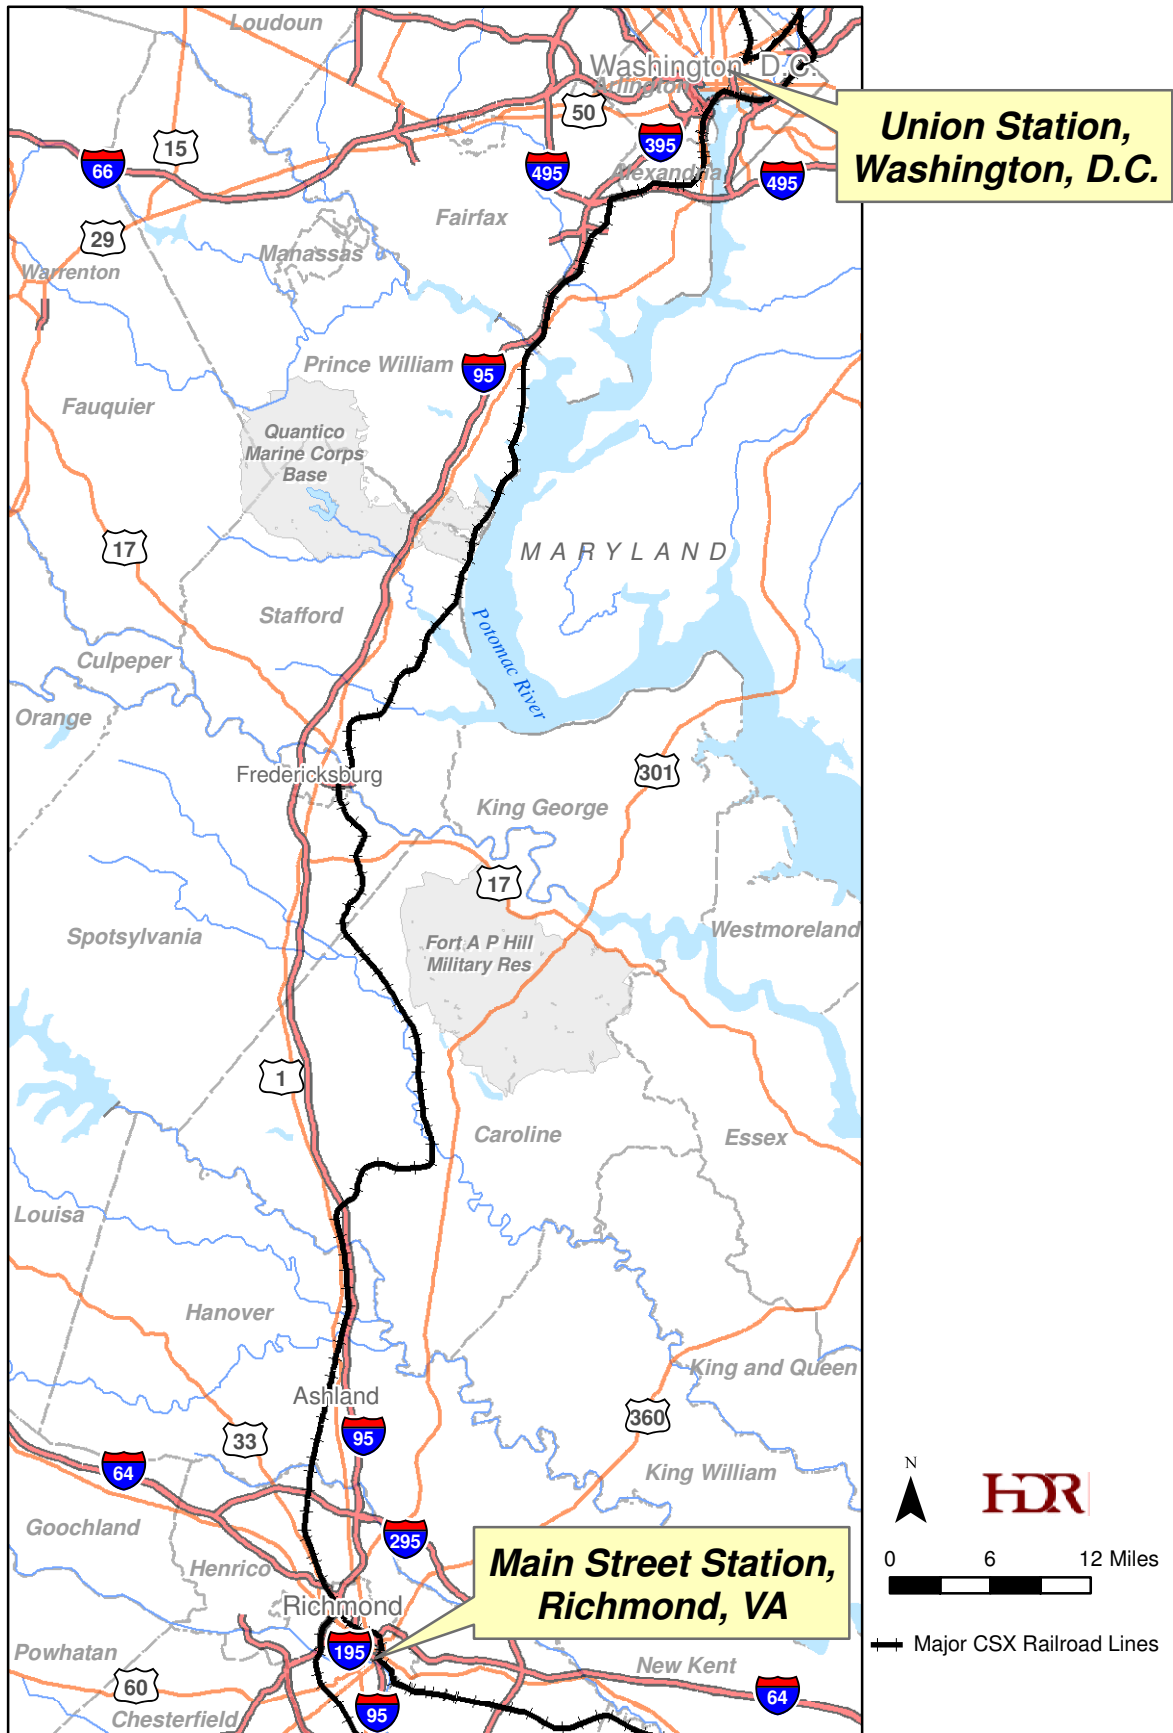 Loudoun
Washington, D.C.
Arlington
50
Union Station,
Washington, D.C.
15
395
66
495
Alexandria
495
Fairfax
29
Manassas
Warrenton
Prince William
95
Fauquier
Quantico
Marine Corps
Base
17
MARYLAND
Stafford
Potomac River
Culpeper
Orange
301
Fredericksburg
King George
17
Westmoreland
Spotsylvania
Fort A P Hill
Military Res
1
Caroline
Essex
Louisa
Hanover
King and Queen
Ashland
360
95
33
64
King William
N
HDR
Goochland
295
0 6 12 Miles
Henrico
Main Street Station,
Richmond, VA
Richmond
Major CSX Railroad Lines
195
Powhatan
New Kent
60
64
95
Chesterfield